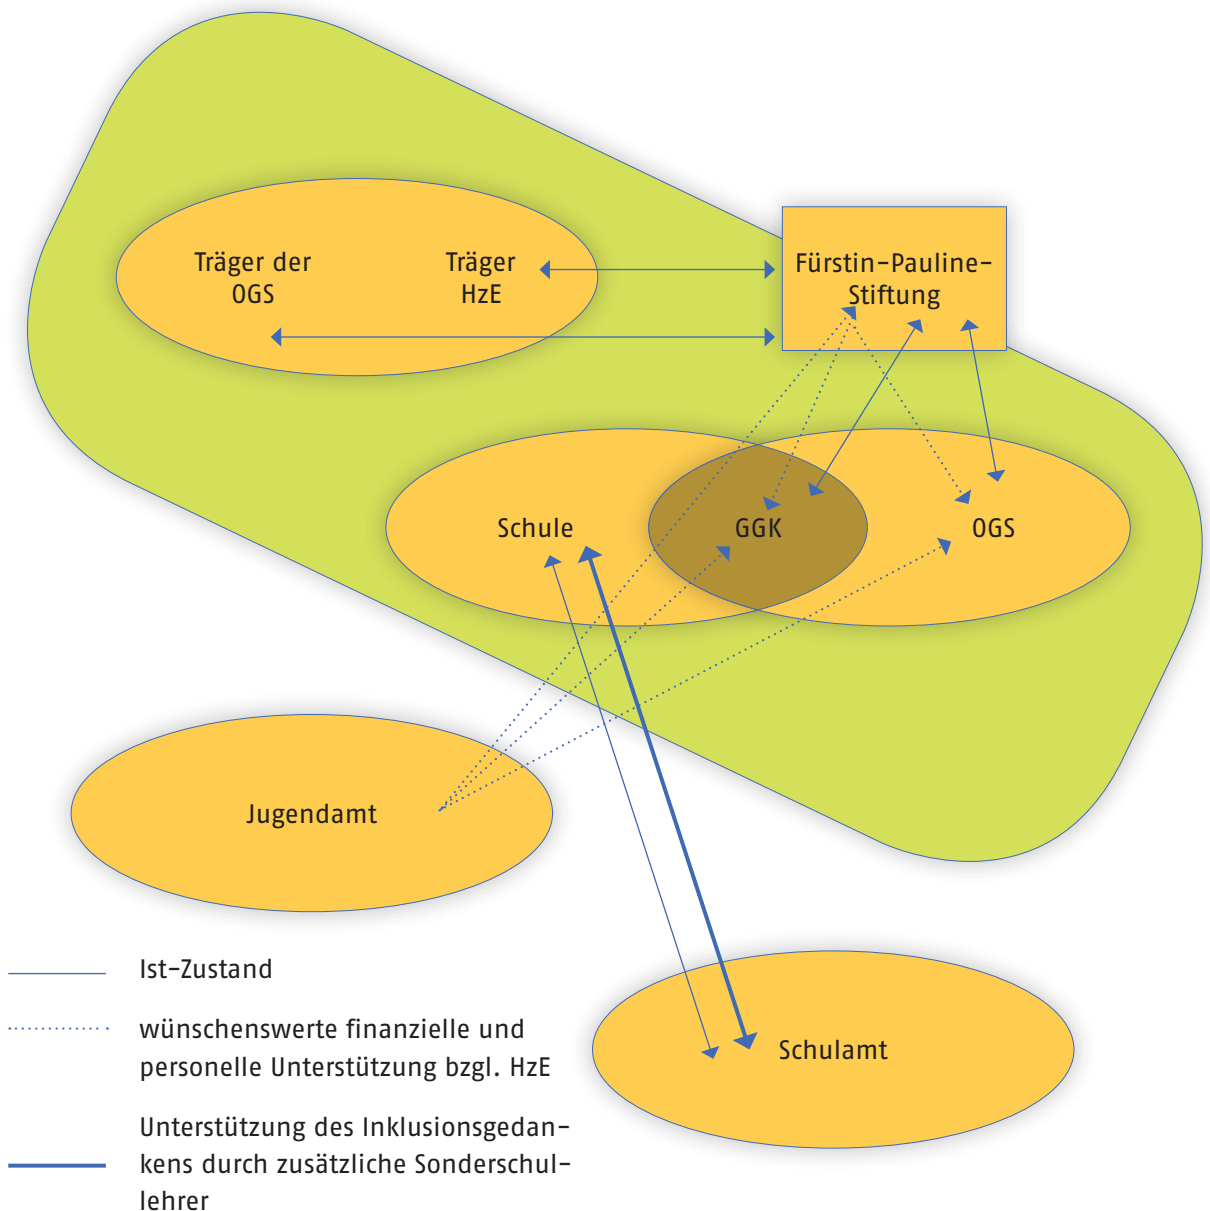 Träger der
OGS
Träger
HzE
Fürstin-Pauline-
Stiftung
Schule
GGK
OGS
Jugendamt
Schulamt
Ist-Zustand
wünschenswerte finanzielle und
personelle Unterstützung bzgl. HzE
Unterstützung des Inklusionsgedan-
kens durch zusätzliche Sonderschul-
lehrer